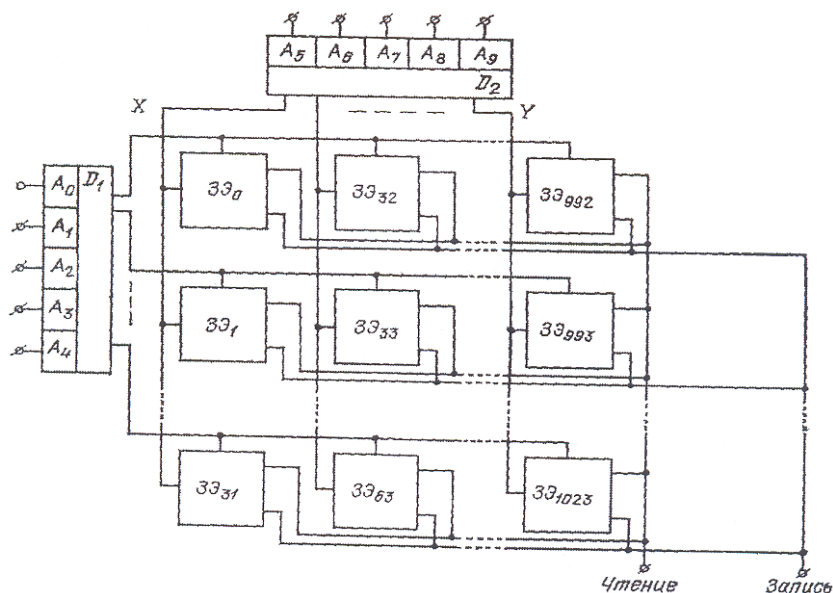 A5 A6 A7 A8 A9
D2
X Y
A0 D1
A1
A2
A3
A4
ЗЭ0 ЗЭ32 ЗЭ992
ЗЭ1 ЗЭ33 ЗЭ993
ЗЭ31 ЗЭ63 ЗЭ1023
Чтение Запись